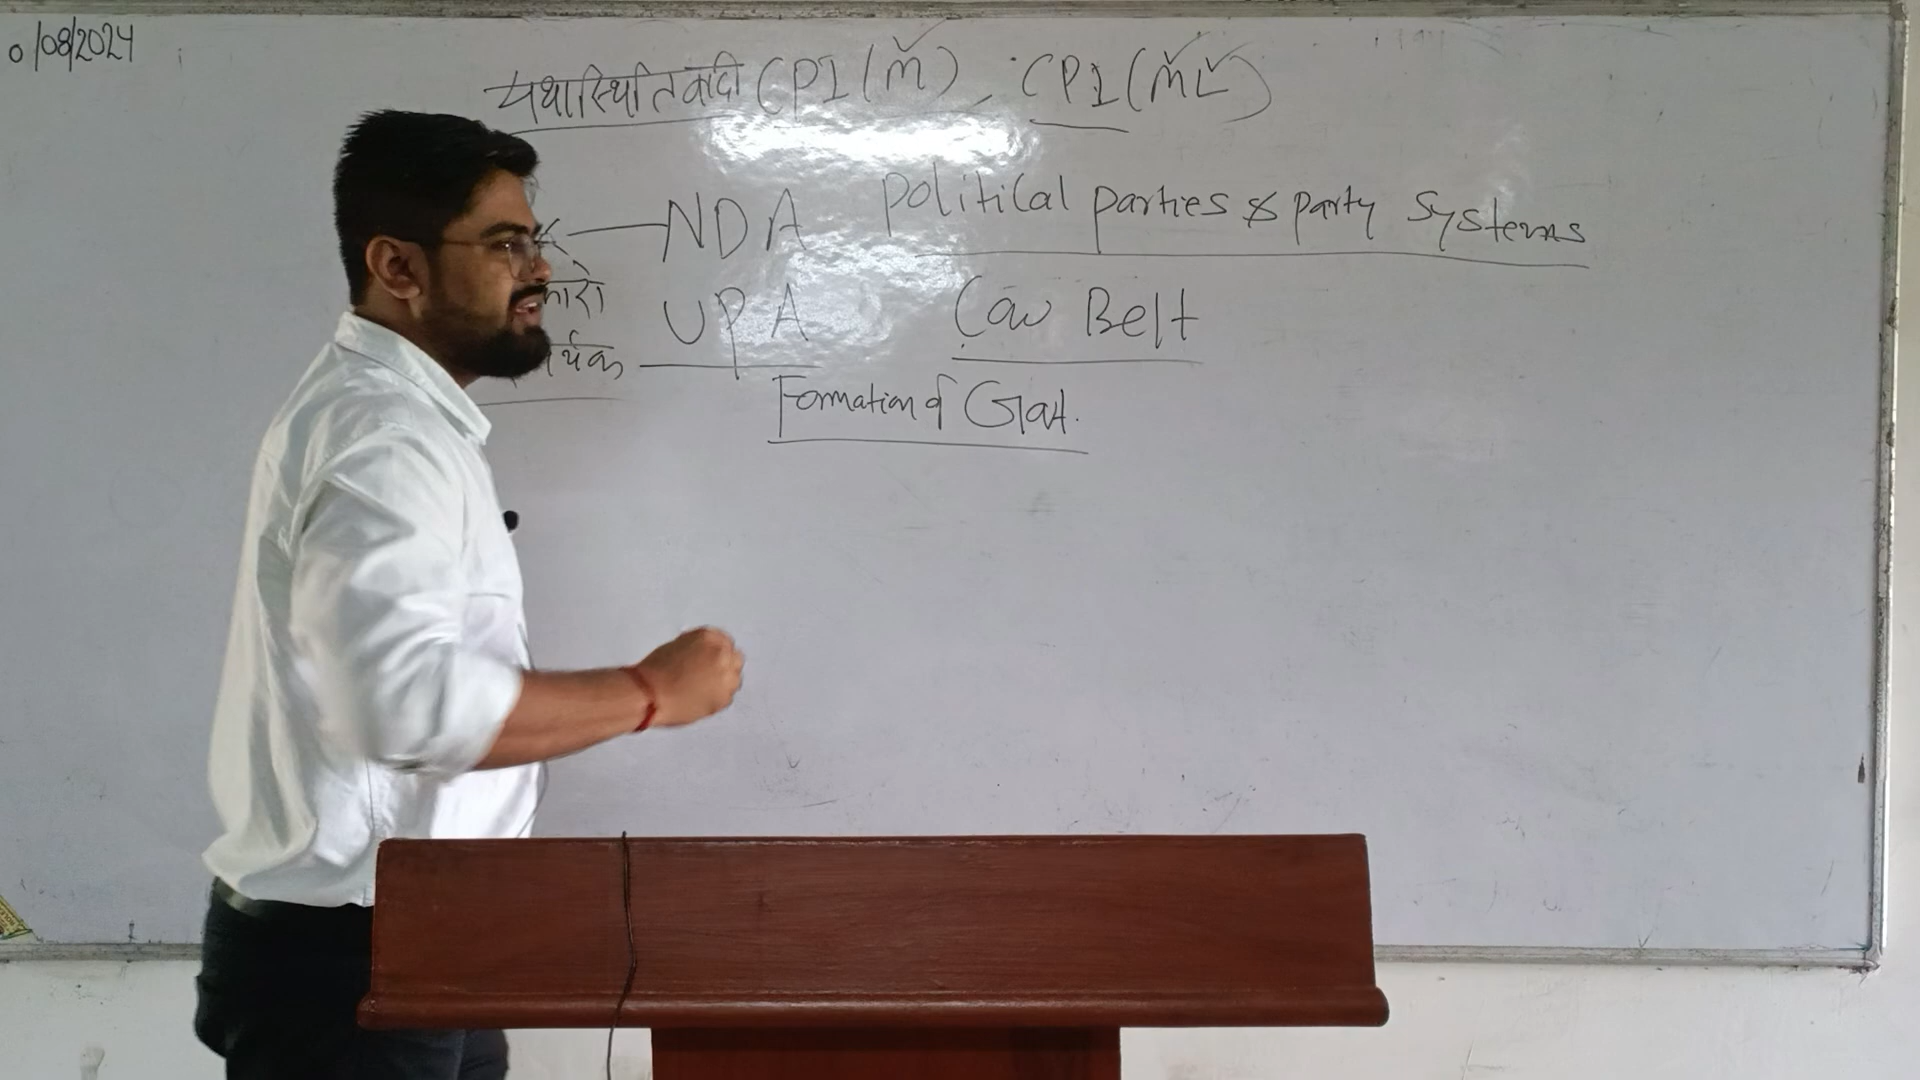 0/08/2024
यथास्थितिवादी CPI(M), CPI(ML)
NDA political parties & party systems
UPA Cow Belt
Formation of Govt.